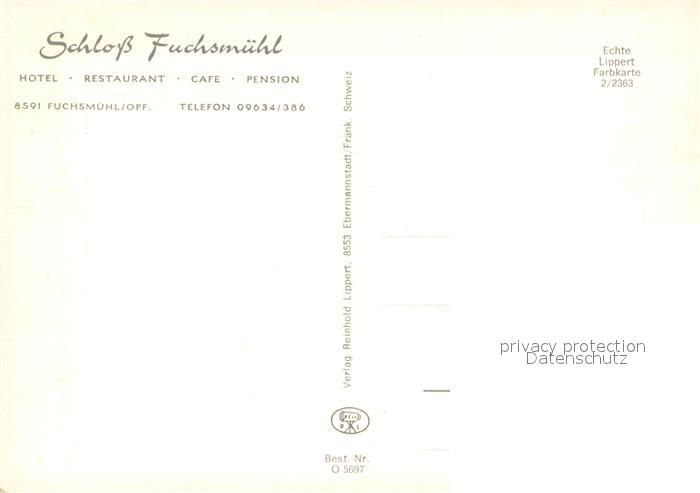 Schloß Fuchsmühl
HOTEL · RESTAURANT · CAFE · PENSION
8591 FUCHSMÜHL/OPF. TELEFON 09634/386
Verlag Reinhold Lippert, 8553 Ebermannstadt/Fränk. Schweiz
R L
Best. Nr.
O 5697
Echte
Lippert
Farbkarte
2/2363
privacy protection
Datenschutz